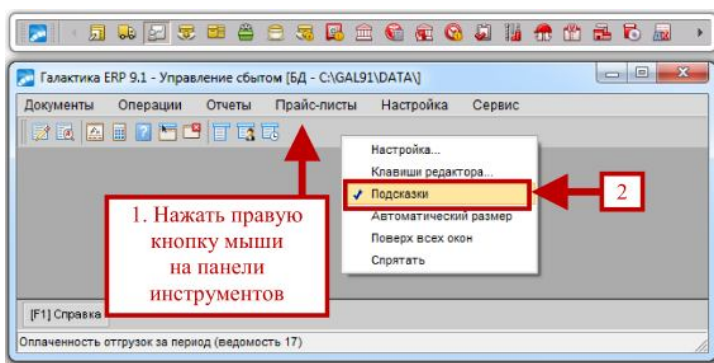 Галактика ERP 9.1 - Управление сбытом [БД - C:\GAL91\DATA\]
Документы Операции Отчеты Прайс-листы Настройка Сервис
Настройка...
Клавиши редактора...
Подсказки
Автоматический размер
Поверх всех окон
Спрятать
2
1. Нажать правую
кнопку мыши
на панели
инструментов
[F1] Справка
Оплаченность отгрузок за период (ведомость 17)